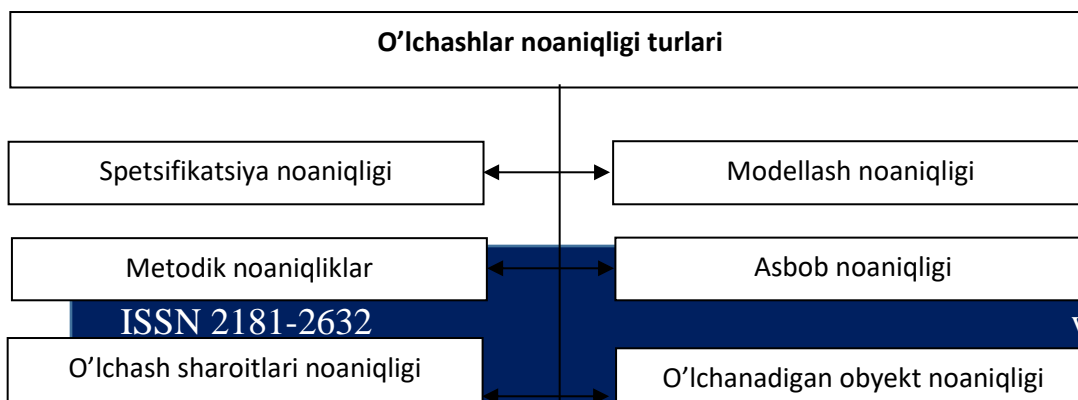 O'lchashlar noaniqligi turlari
Spetsifikatsiya noaniqligi
Modellash noaniqligi
Metodik noaniqliklar
Asbob noaniqligi
ISSN 2181-2632
O'lchash sharoitlari noaniqligi
O'lchanadigan obyekt noaniqligi